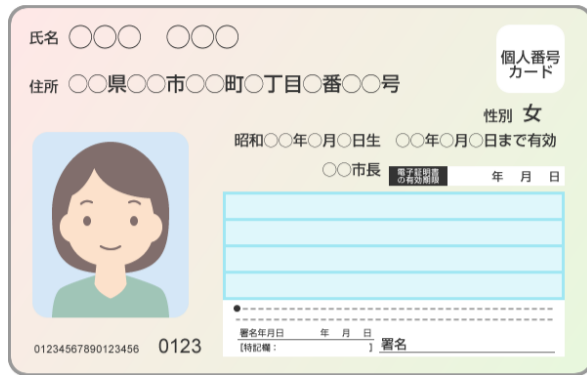 氏名 ◯◯◯ ◯◯◯
個人番号
カード
住所 ◯◯県◯◯市◯◯町◯丁目◯番◯◯号
性別 女
昭和◯◯年◯月◯日生 ◯◯年◯月◯日まで有効
◯◯市長
電子証明書
の有効期限
年 月 日
署名年月日 年 月 日
[特記欄: ]
署名
01234567890123456 0123